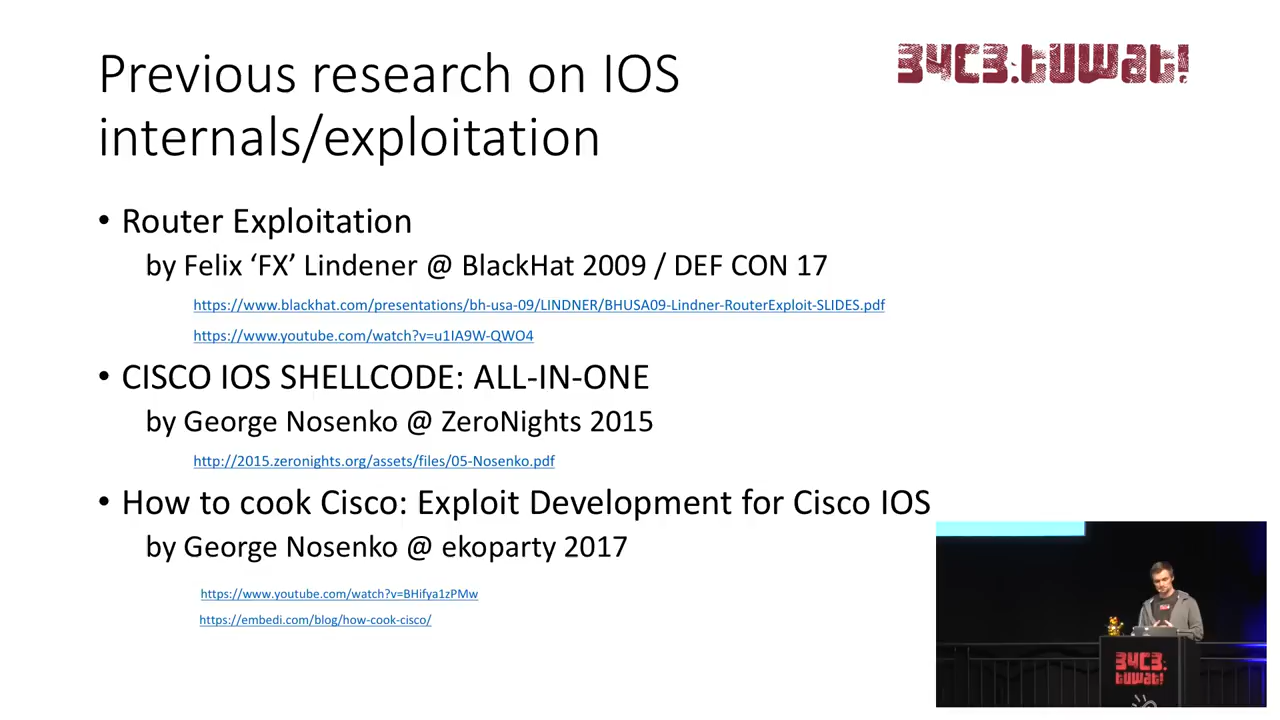 Previous research on IOS
internals/exploitation
34C3.tuwat!
• Router Exploitation
by Felix ‘FX’ Lindener @ BlackHat 2009 / DEF CON 17
https://www.blackhat.com/presentations/bh-usa-09/LINDNER/BHUSA09-Lindner-RouterExploit-SLIDES.pdf
https://www.youtube.com/watch?v=u1IA9W-QWO4
• CISCO IOS SHELLCODE: ALL-IN-ONE
by George Nosenko @ ZeroNights 2015
http://2015.zeronights.org/assets/files/05-Nosenko.pdf
• How to cook Cisco: Exploit Development for Cisco IOS
by George Nosenko @ ekoparty 2017
https://www.youtube.com/watch?v=BHifya1zPMw
https://embedi.com/blog/how-cook-cisco/
34C3.
tuwat!